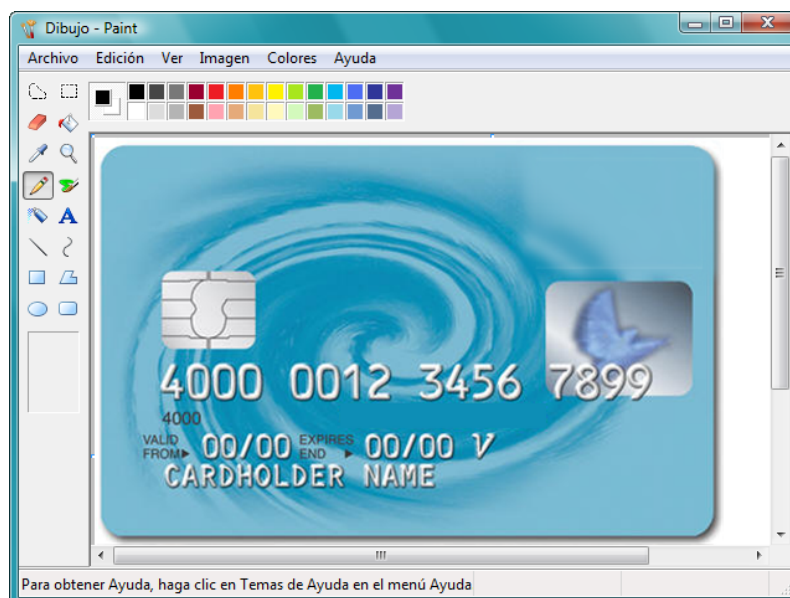 Dibujo - Paint
Archivo Edición Ver Imagen Colores Ayuda
4000 0012 3456 7899
4000
VALID FROM 00/00 EXPIRES END 00/00 V
CARDHOLDER NAME
Para obtener Ayuda, haga clic en Temas de Ayuda en el menú Ayuda